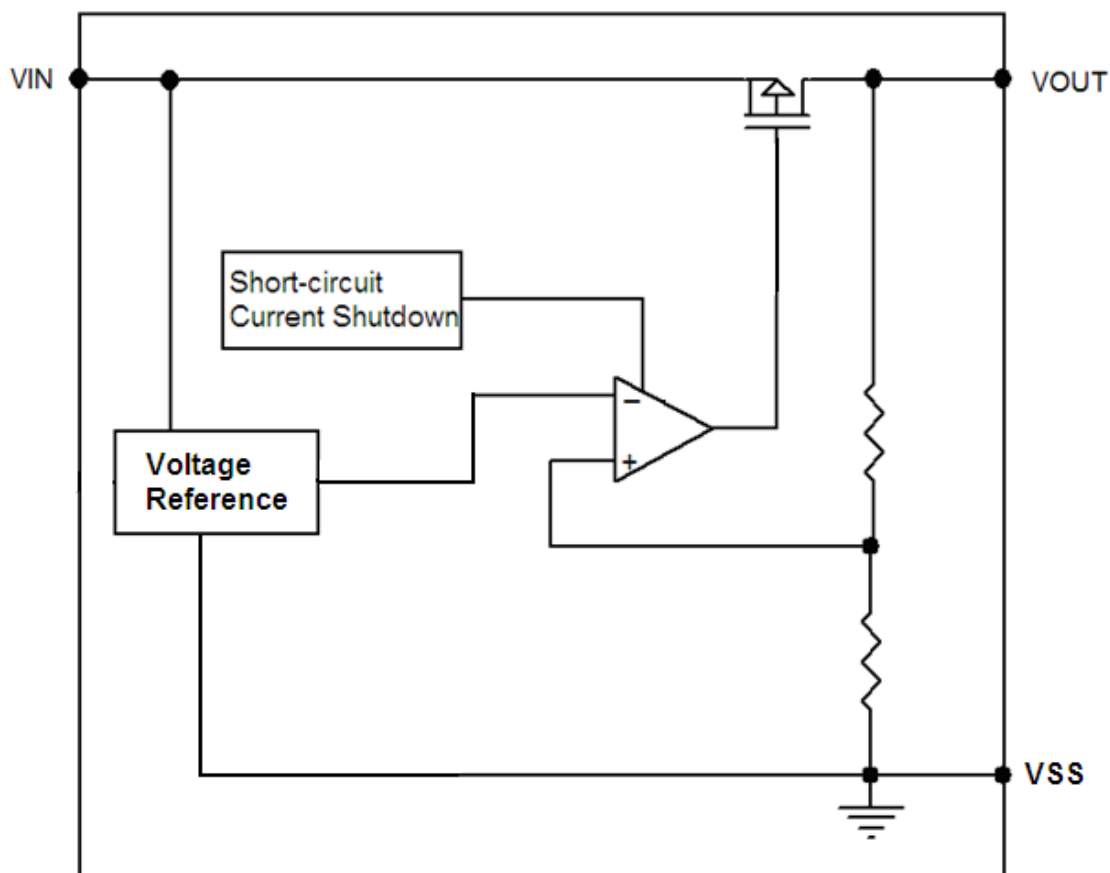 VIN
VOUT
Short-circuit
Current Shutdown
−
Voltage
Reference
+
VSS